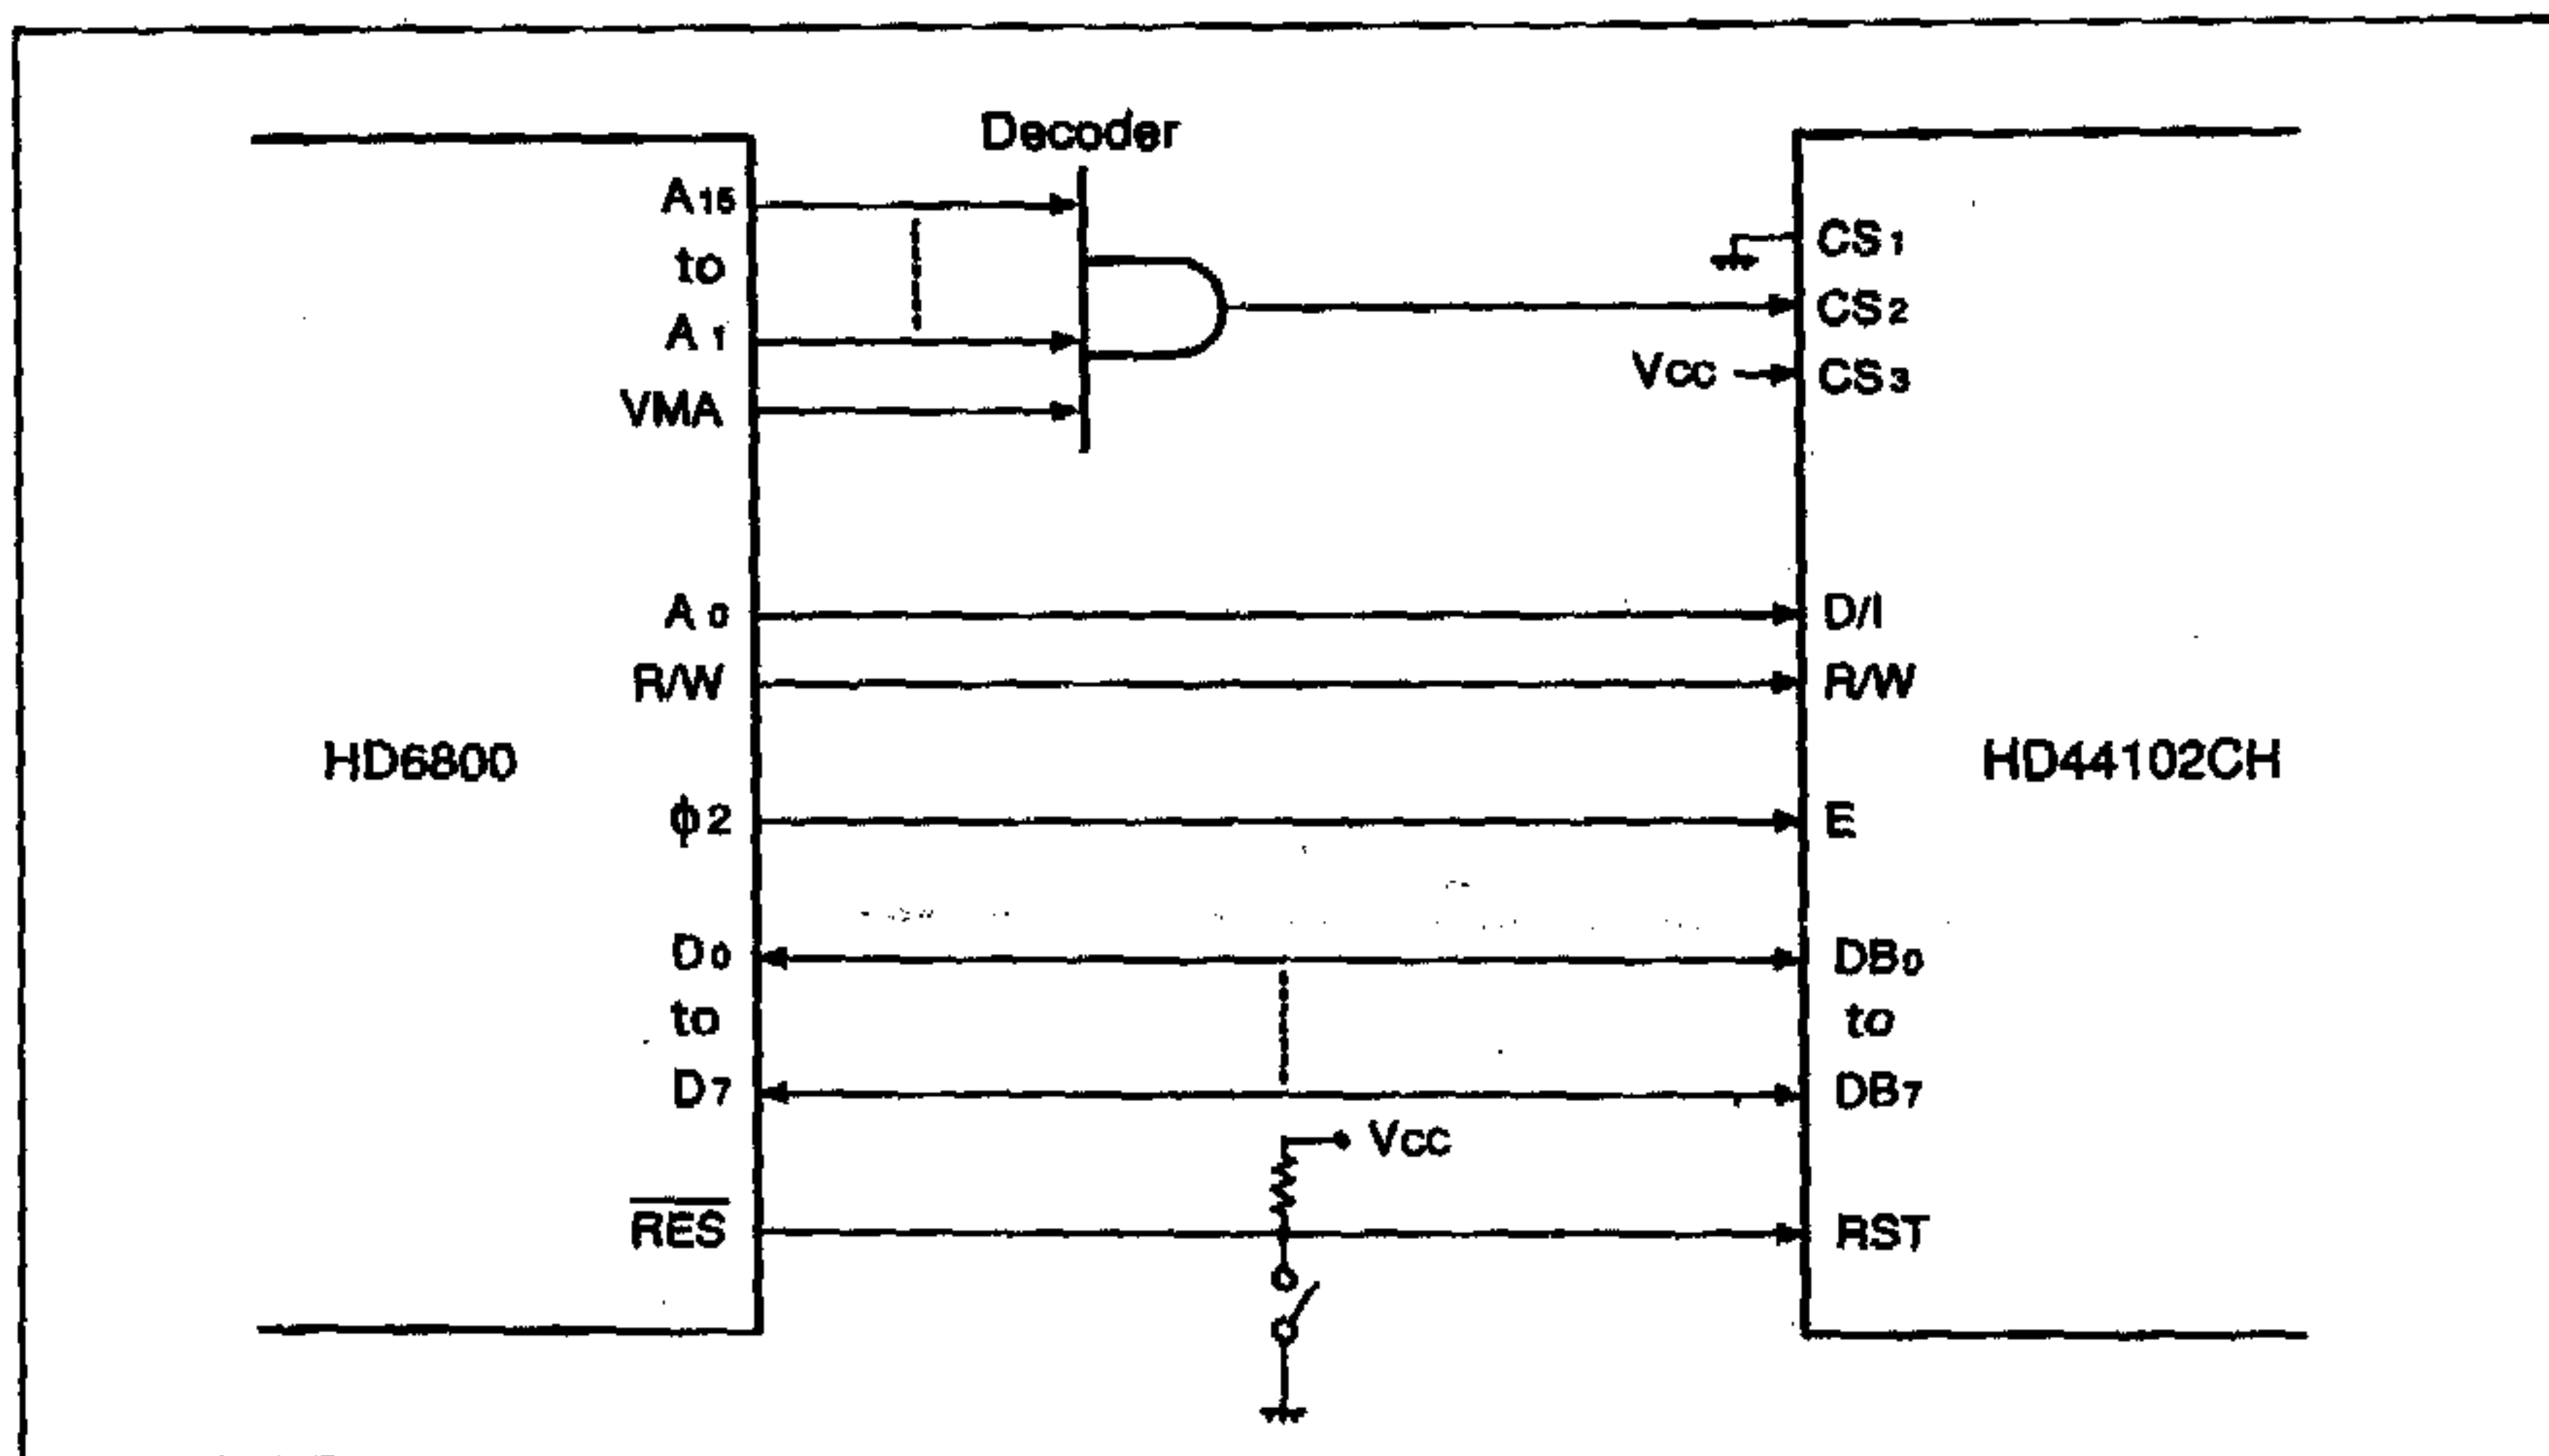 Decoder
A15
to
A1
VMA
A0
R/W
HD6800
φ2
D0
to
D7
RES
Vcc
CS1
CS2
Vcc
CS3
D/I
R/W
HD44102CH
E
DB0
to
DB7
RST